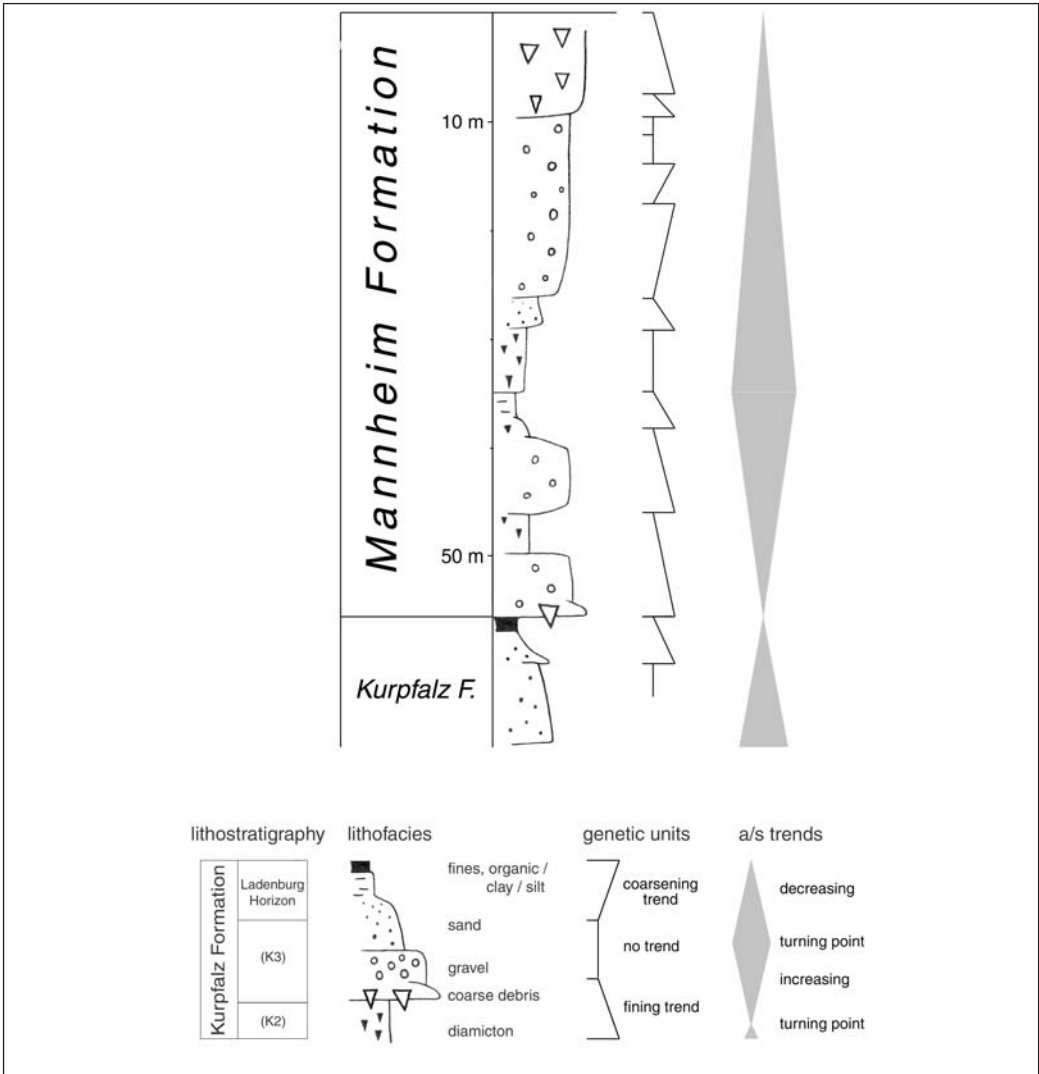 Mannheim Formation
10 m
50 m
Kurpfalz F.
lithostratigraphy
Kurpfalz Formation
Ladenburg
Horizon
(K3)
(K2)
lithofacies
fines, organic /
clay / silt
sand
gravel
coarse debris
diamicton
genetic units
coarsening
trend
no trend
fining trend
a/s trends
decreasing
turning point
increasing
turning point